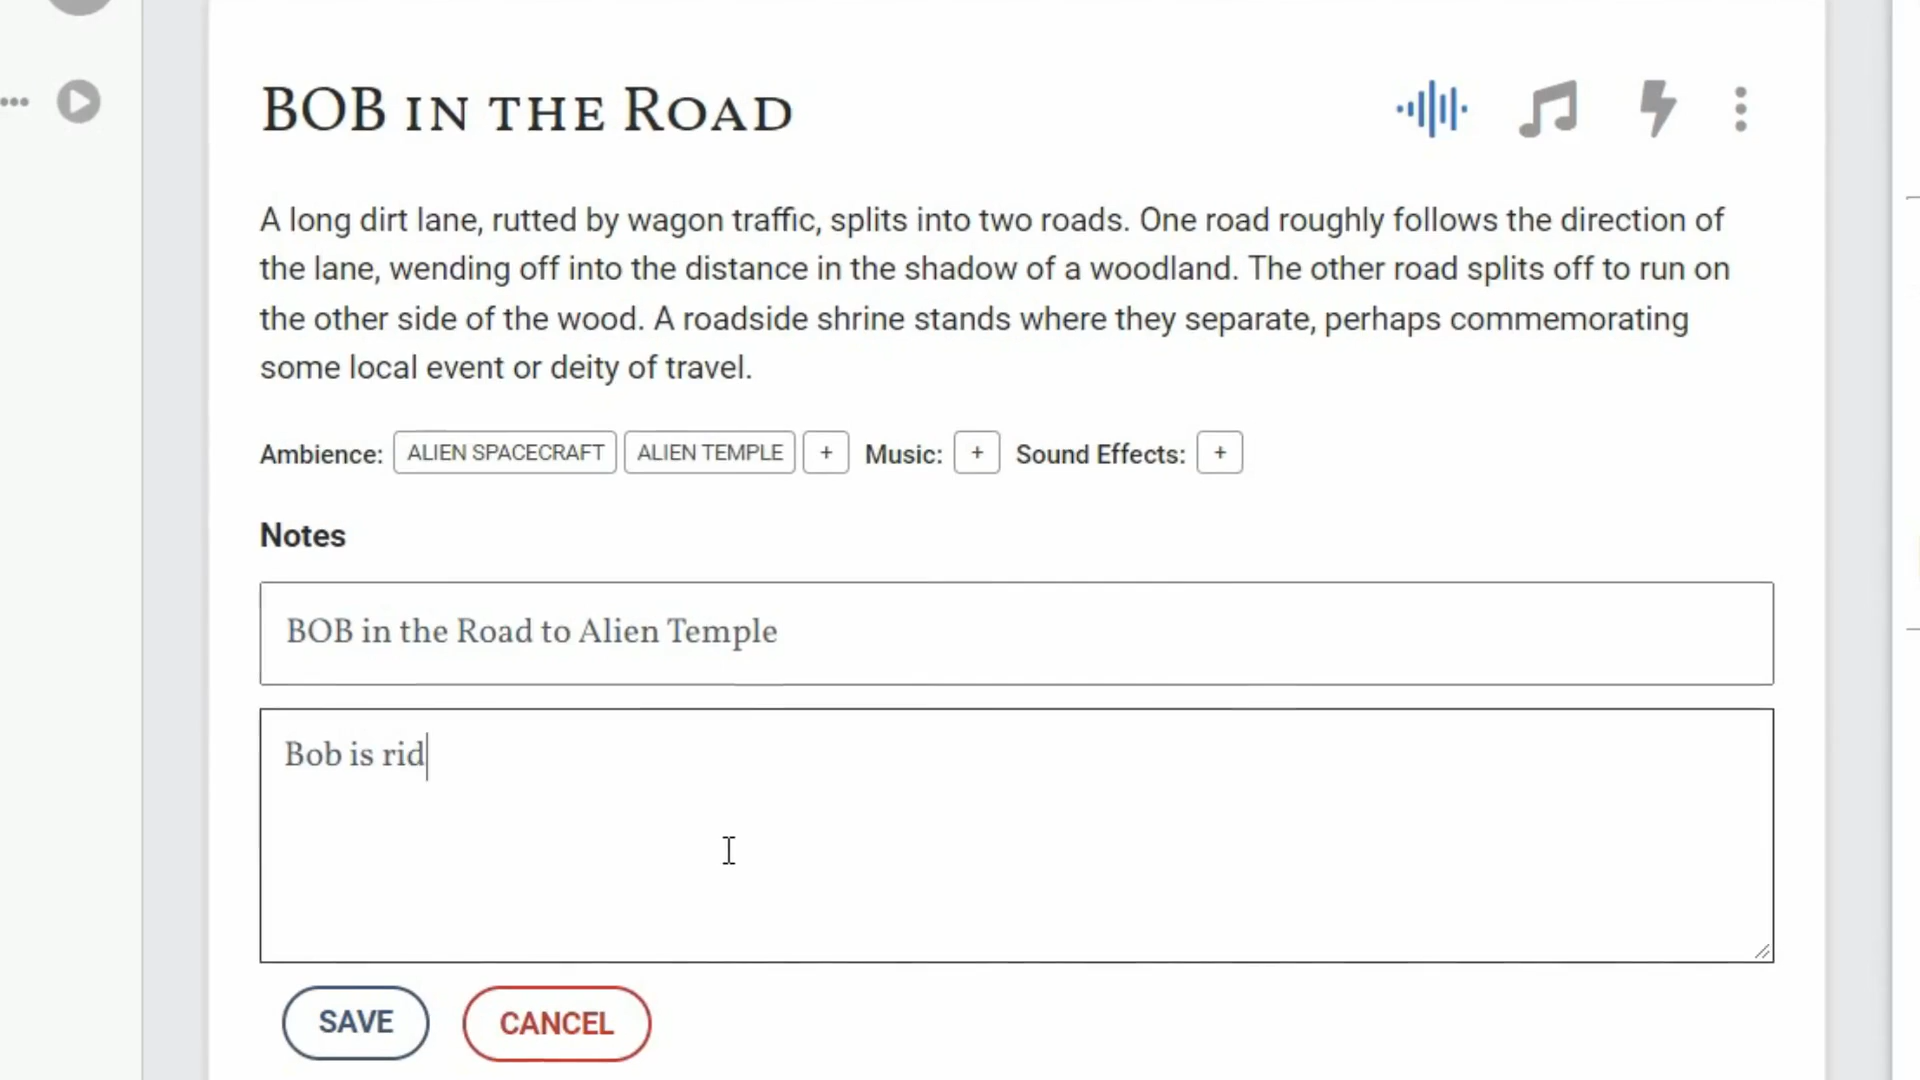 BOB IN THE ROAD
A long dirt lane, rutted by wagon traffic, splits into two roads. One road roughly follows the direction of
the lane, wending off into the distance in the shadow of a woodland. The other road splits off to run on
the other side of the wood. A roadside shrine stands where they separate, perhaps commemorating
some local event or deity of travel.
Ambience: ALIEN SPACECRAFT ALIEN TEMPLE + Music: + Sound Effects: +
Notes
BOB in the Road to Alien Temple
Bob is rid
SAVE CANCEL